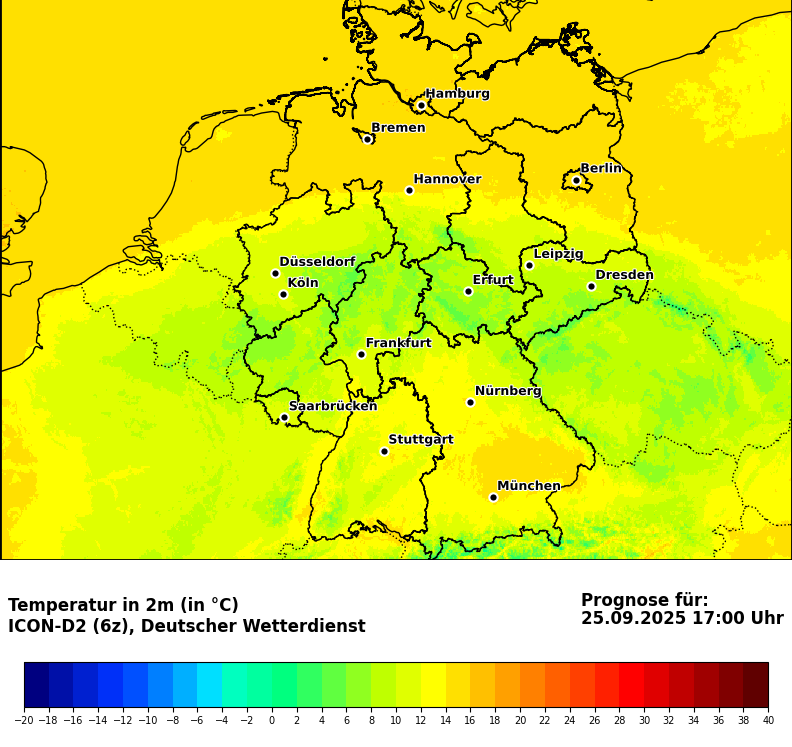 Hamburg
Bremen
Berlin
Hannover
Leipzig
Düsseldorf
Dresden
Erfurt
Köln
Frankfurt
Nürnberg
Saarbrücken
Stuttgart
München
Temperatur in 2m (in °C)
ICON-D2 (6z), Deutscher Wetterdienst
Prognose für:
25.09.2025 17:00 Uhr
−20 −18 −16 −14 −12 −10 −8 −6 −4 −2 0 2 4 6 8 10 12 14 16 18 20 22 24 26 28 30 32 34 36 38 40